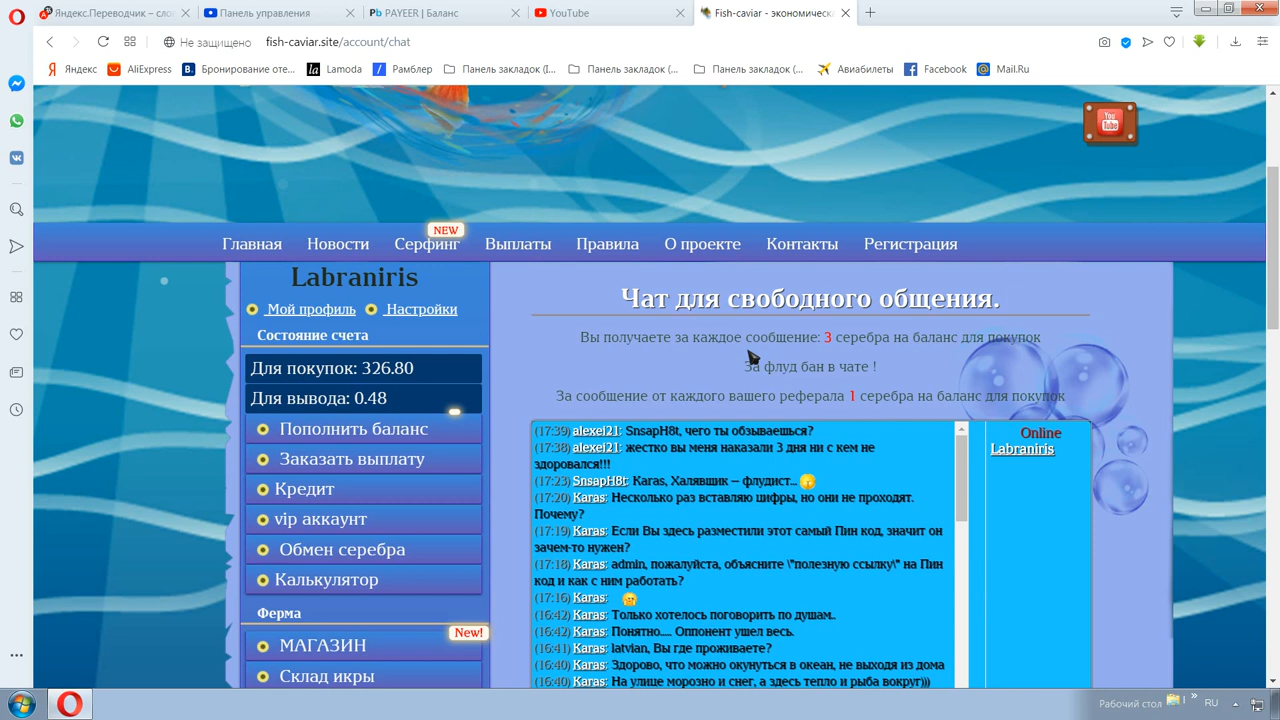 Яндекс.Переводчик – сло
Панель управления
PAYEER | Баланс
YouTube
Fish-caviar - экономическ
Не защищено
fish-caviar.site/account/chat
Яндекс
AliExpress
Бронирование оте...
Lamoda
Рамблер
Панель закладок (I...
Панель закладок (...
Панель закладок (...
Авиабилеты
Facebook
Mail.Ru
You
Tube
NEW
Главная
Новости
Серфинг
Выплаты
Правила
О проекте
Контакты
Регистрация
Labraniris
Мой профиль
Настройки
Состояние счета
Для покупок: 326.80
Для вывода: 0.48
Пополнить баланс
Заказать выплату
Кредит
vip аккаунт
Обмен серебра
Калькулятор
Ферма
New!
МАГАЗИН
Склад икры
Чат для свободного общения.
Вы получаете за каждое сообщение: 3 серебра на баланс для покупок
За флуд бан в чате !
За сообщение от каждого вашего реферала 1 серебра на баланс для покупок
(17:39) alexei21: SnsapH8t, чего ты обзываешься?
(17:38) alexei21: жестко вы меня наказали 3 дня ни с кем не
здоровался!!!
(17:23) SnsapH8t: Karas, Халявшик – флудист...
(17:20) Karas: Несколько раз вставляю шифры, но они не проходят.
Почему?
(17:19) Karas: Если Вы здесь разместили этот самый Пин код, значит он
зачем-то нужен?
(17:18) Karas: admin, пожалуйста, объясните \"полезную ссылку\" на Пин
код и как с ним работать?
(17:16) Karas:
(16:42) Karas: Только хотелось поговорить по душам..
(16:42) Karas: Понятно.... Оппонент ушел весь.
(16:41) Karas: latvian, Вы где проживаете?
(16:40) Karas: Здорово, что можно окунуться в океан, не выходя из дома
(16:40) Karas: На улице морозно и снег, а здесь тепло и рыба вокруг)))
Online
Labraniris
Рабочий стол
»
RU